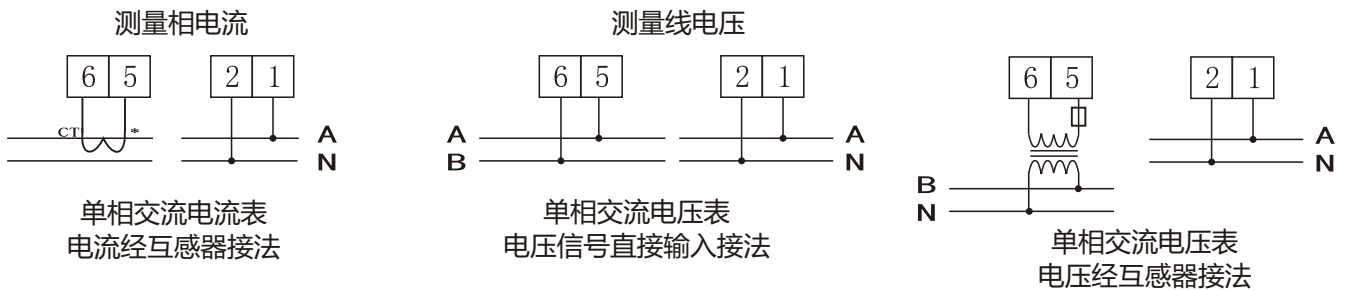 测量相电流
6 5
2 1
CT
*
A
N
单相交流电流表
电流经互感器接法
测量线电压
6 5
2 1
A
B
A
N
单相交流电压表
电压信号直接输入接法
6 5
2 1
A
N
B
N
单相交流电压表
电压经互感器接法